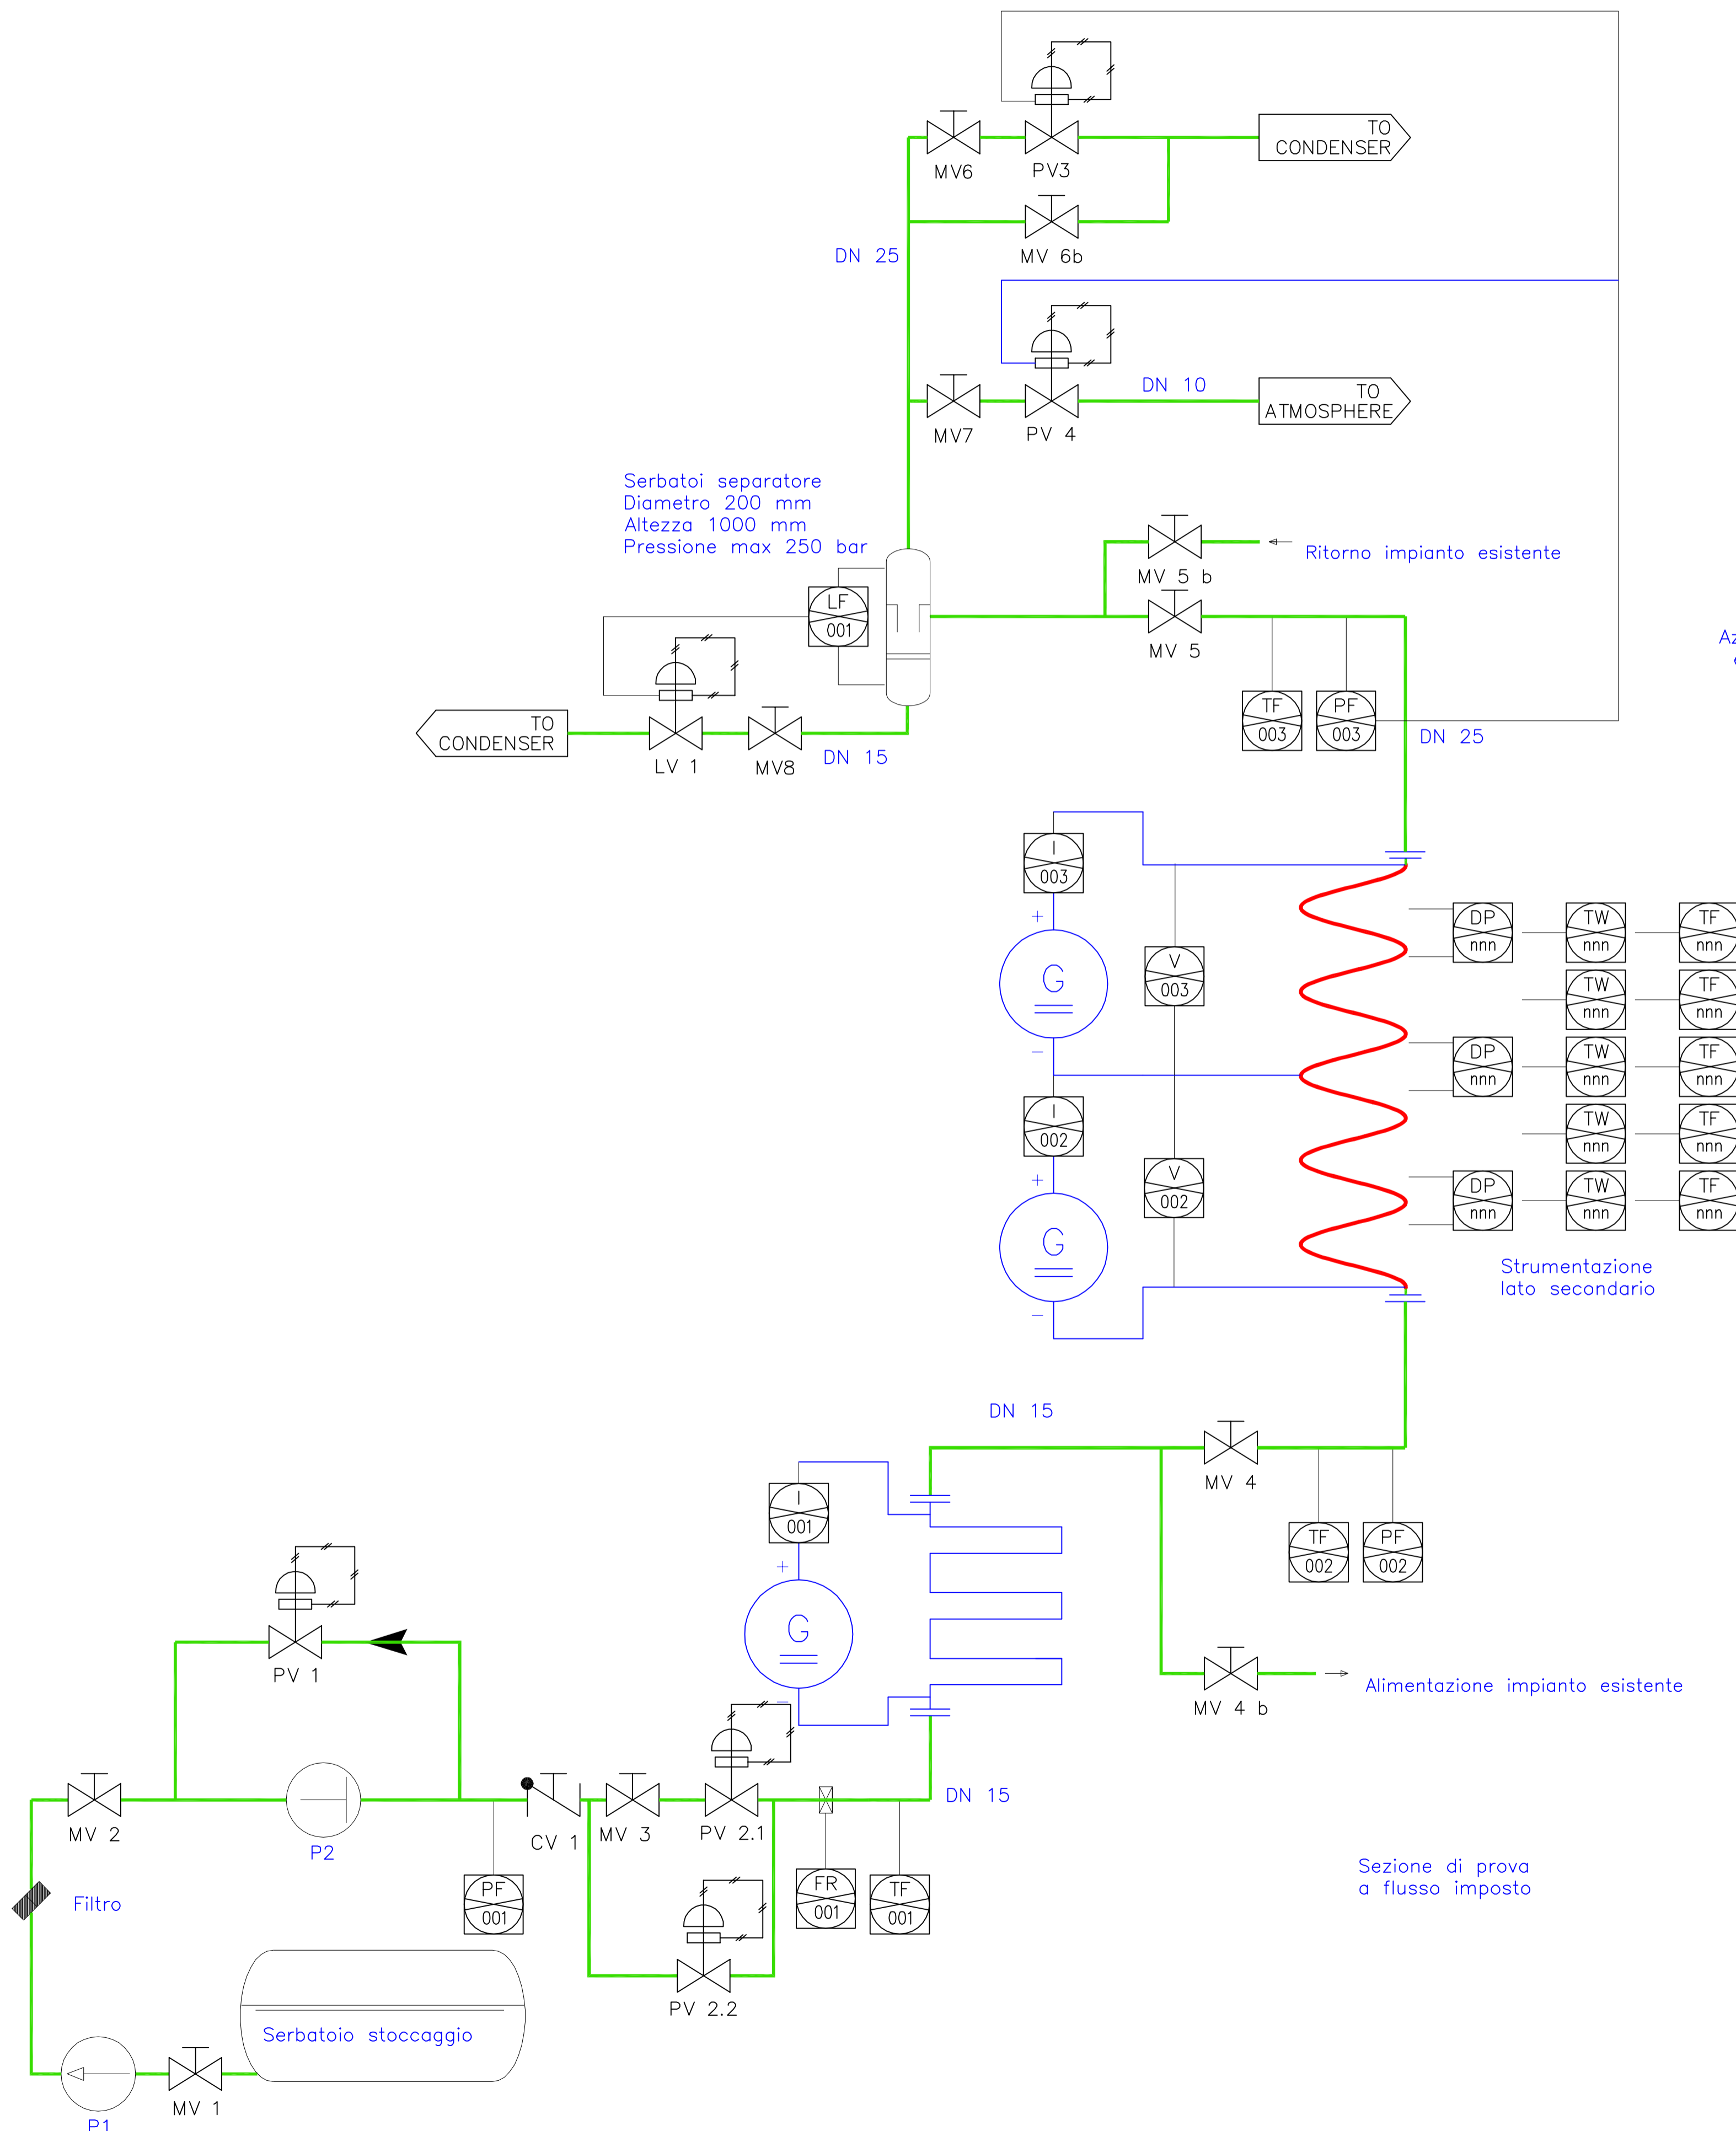 TO
CONDENSER
MV6
PV3
DN 25
MV 6b
DN 10
TO
ATMOSPHERE
MV7
PV 4
Serbatoi separatore
Diametro 200 mm
Altezza 1000 mm
Pressione max 250 bar
Ritorno impianto esistente
MV 5 b
LF
001
MV 5
TO
CONDENSER
LV 1
MV8
DN 15
TF
003
PF
003
DN 25
I
003
+
G
−
V
003
I
002
+
G
−
V
002
DP
nnn
TW
nnn
TF
nnn
TW
nnn
TF
nnn
DP
nnn
TW
nnn
TF
nnn
TW
nnn
TF
nnn
DP
nnn
TW
nnn
TF
nnn
Strumentazione
lato secondario
DN 15
MV 4
TF
002
PF
002
I
001
+
G
−
MV 4 b
Alimentazione impianto esistente
PV 1
MV 2
P2
CV 1
MV 3
PV 2.1
DN 15
PF
001
FR
001
TF
001
PV 2.2
Filtro
Sezione di prova
a flusso imposto
Serbatoio stoccaggio
MV 1
P1